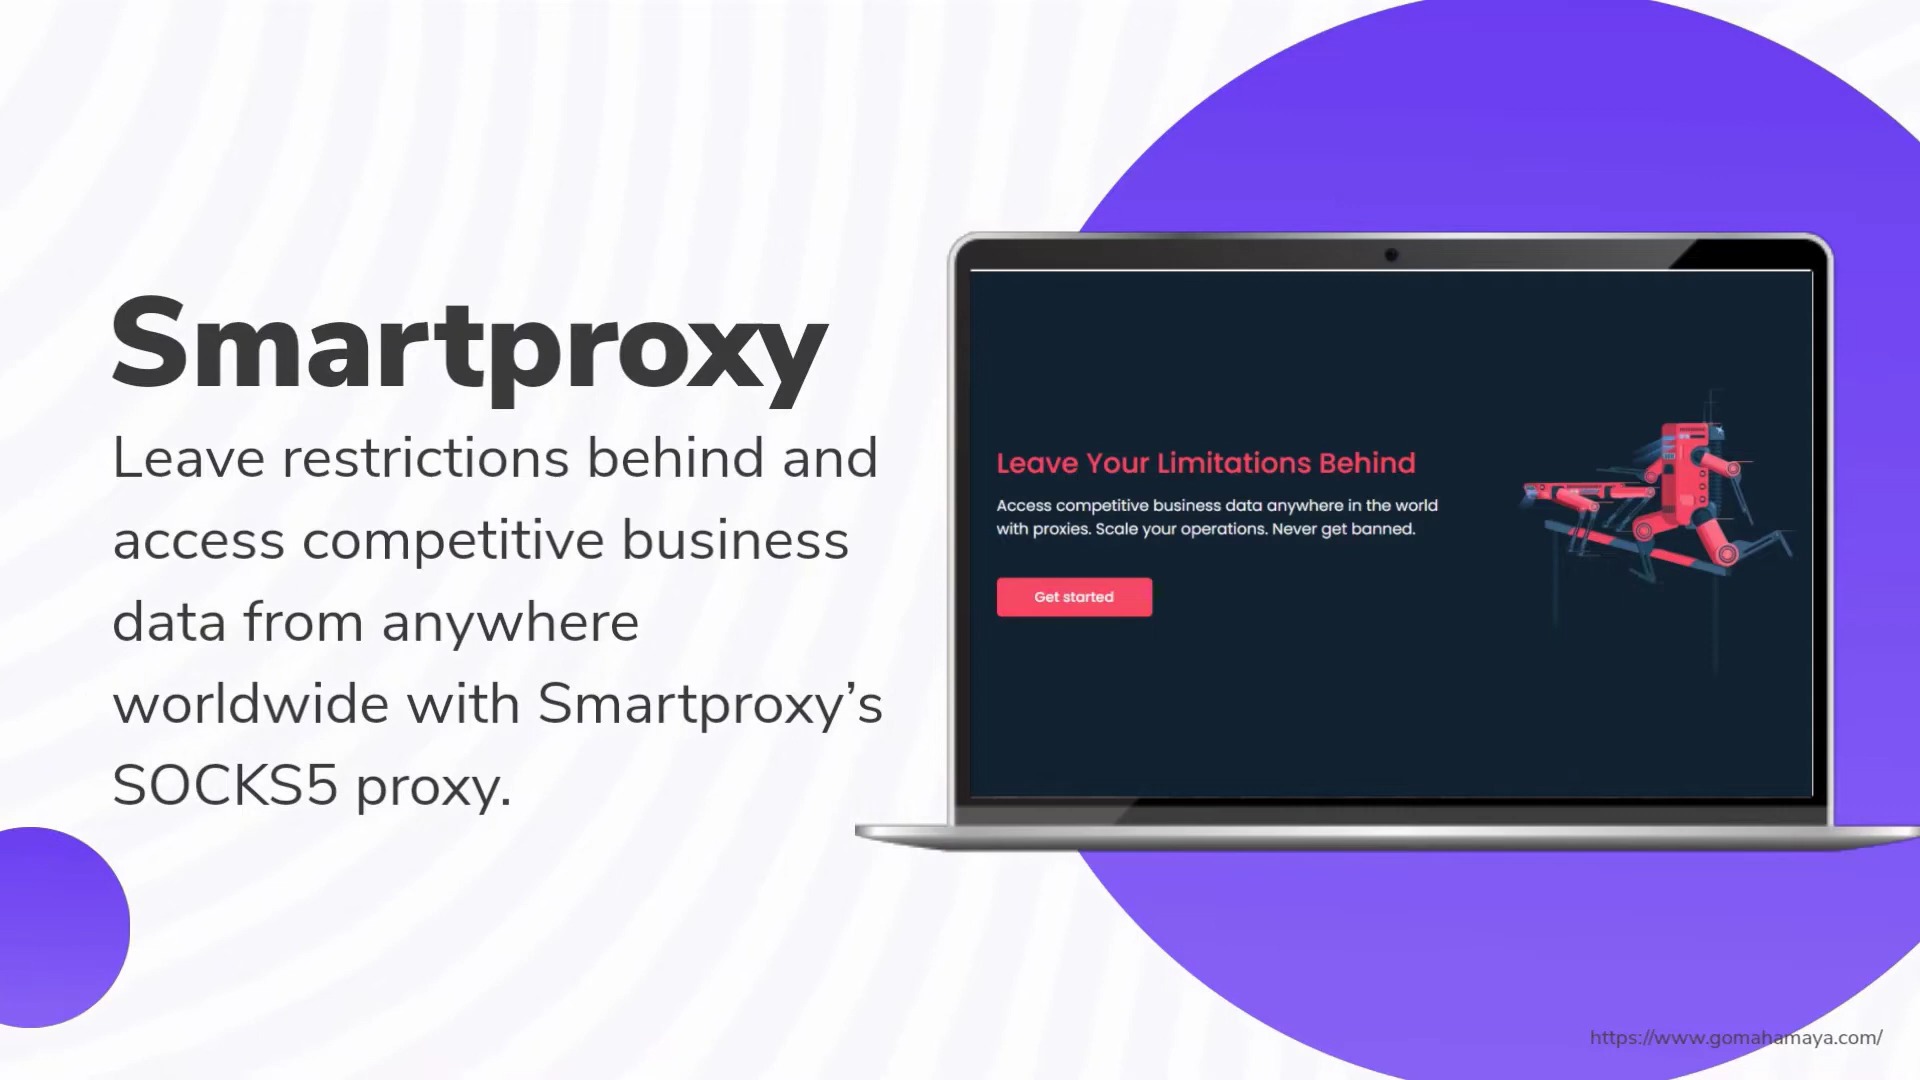 Smartproxy
Leave restrictions behind and
access competitive business
data from anywhere
worldwide with Smartproxy’s
SOCKS5 proxy.
Leave Your Limitations Behind
Access competitive business data anywhere in the world
with proxies. Scale your operations. Never get banned.
Get started
https://www.gomahamaya.com/